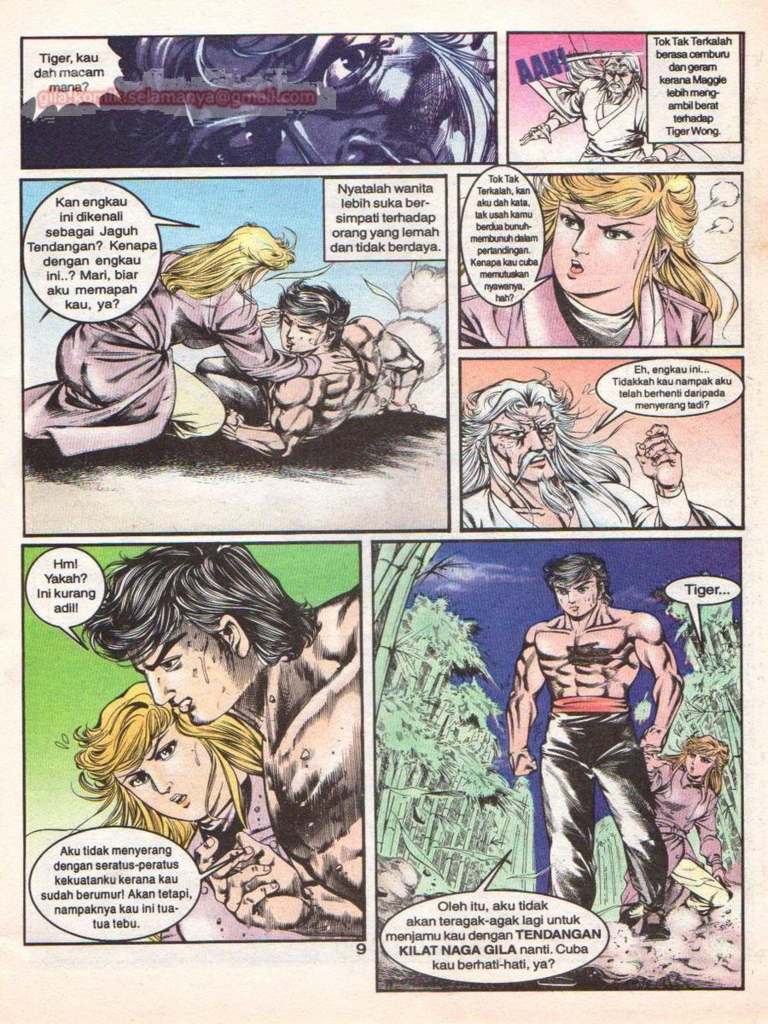 Tiger, kau
dah macam
mana?
gilakomik.selamanya@gmail.com
AAH!
Tok Tak Terkalah
berasa cemburu
dan geram
kerana Maggie
lebih meng-
ambil berat
terhadap
Tiger Wong.
Kan engkau
ini dikenali
sebagai Jaguh
Tendangan? Kenapa
dengan engkau
ini..? Mari, biar
aku memapah
kau, ya?
Nyatalah wanita
lebih suka ber-
simpati terhadap
orang yang lemah
dan tidak berdaya.
Tok Tak
Terkalah, kan
aku dah kata,
tak usah kamu
berdua bunuh-
membunuh dalam
pertandingan.
Kenapa kau cuba
memutuskan
nyawanya,
hah?
Eh, engkau ini...
Tidakkah kau nampak aku
telah berhenti daripada
menyerang tadi?
Hm!
Yakah?
Ini kurang
adil!
Aku tidak menyerang
dengan seratus-peratus
kekuatanku kerana kau
sudah berumur! Akan tetapi,
nampaknya kau ini tua-
tua tebu.
Tiger...
Oleh itu, aku tidak
akan teragak-agak lagi untuk
menjamu kau dengan TENDANGAN
KILAT NAGA GILA nanti. Cuba
kau berhati-hati, ya?
9